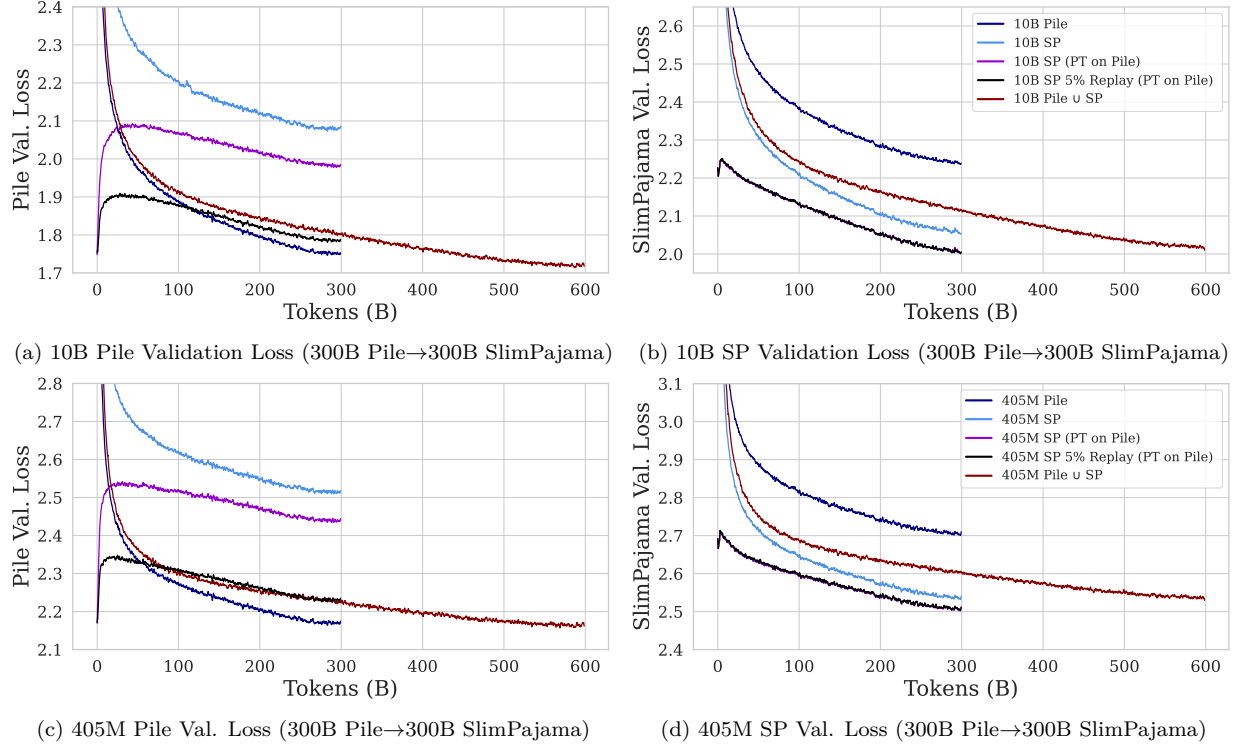 2.4
2.3
2.2
2.1
2.0
1.9
1.8
1.7
Pile Val. Loss
0 100 200 300 400 500 600
Tokens (B)
(a) 10B Pile Validation Loss (300B Pile→300B SlimPajama)
2.6
2.5
2.4
2.3
2.2
2.1
2.0
SlimPajama Val. Loss
10B Pile
10B SP
10B SP (PT on Pile)
10B SP 5% Replay (PT on Pile)
10B Pile ∪ SP
0 100 200 300 400 500 600
Tokens (B)
(b) 10B SP Validation Loss (300B Pile→300B SlimPajama)
2.8
2.7
2.6
2.5
2.4
2.3
2.2
2.1
Pile Val. Loss
0 100 200 300 400 500 600
Tokens (B)
(c) 405M Pile Val. Loss (300B Pile→300B SlimPajama)
3.1
3.0
2.9
2.8
2.7
2.6
2.5
2.4
SlimPajama Val. Loss
405M Pile
405M SP
405M SP (PT on Pile)
405M SP 5% Replay (PT on Pile)
405M Pile ∪ SP
0 100 200 300 400 500 600
Tokens (B)
(d) 405M SP Val. Loss (300B Pile→300B SlimPajama)